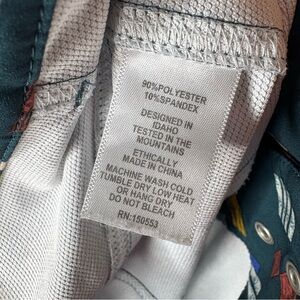 90%POLYESTER
10%SPANDEX
DESIGNED IN
IDAHO
TESTED IN THE
MOUNTAINS
ETHICALLY
MADE IN CHINA
MACHINE WASH COLD
TUMBLE DRY LOW HEAT
OR HANG DRY
DO NOT BLEACH
RN:150553